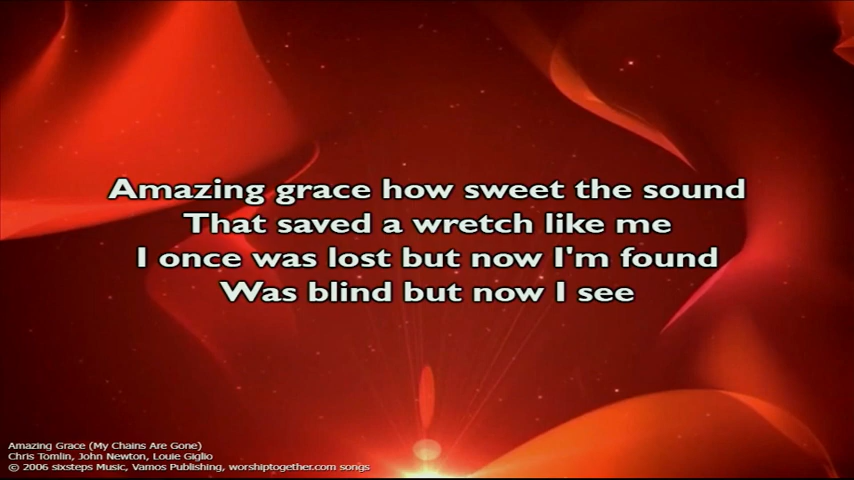 Amazing grace how sweet the sound
That saved a wretch like me
I once was lost but now I'm found
Was blind but now I see
Amazing Grace (My Chains Are Gone)
Chris Tomlin, John Newton, Louie Giglio
© 2006 sixsteps Music, Vamos Publishing, worshiptogether.com songs